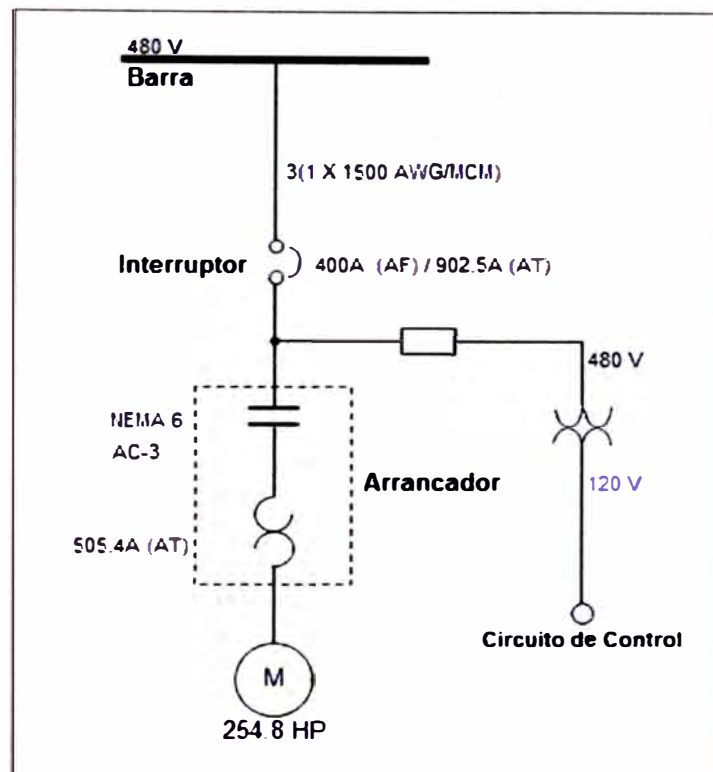 480 V
Barra
3(1 X 1500 AWG/MCM)
Interruptor
400A (AF) / 902.5A (AT)
480 V
NEMA 6
AC-3
Arrancador
120 V
505.4A (AT)
Circuito de Control
M
254.8 HP